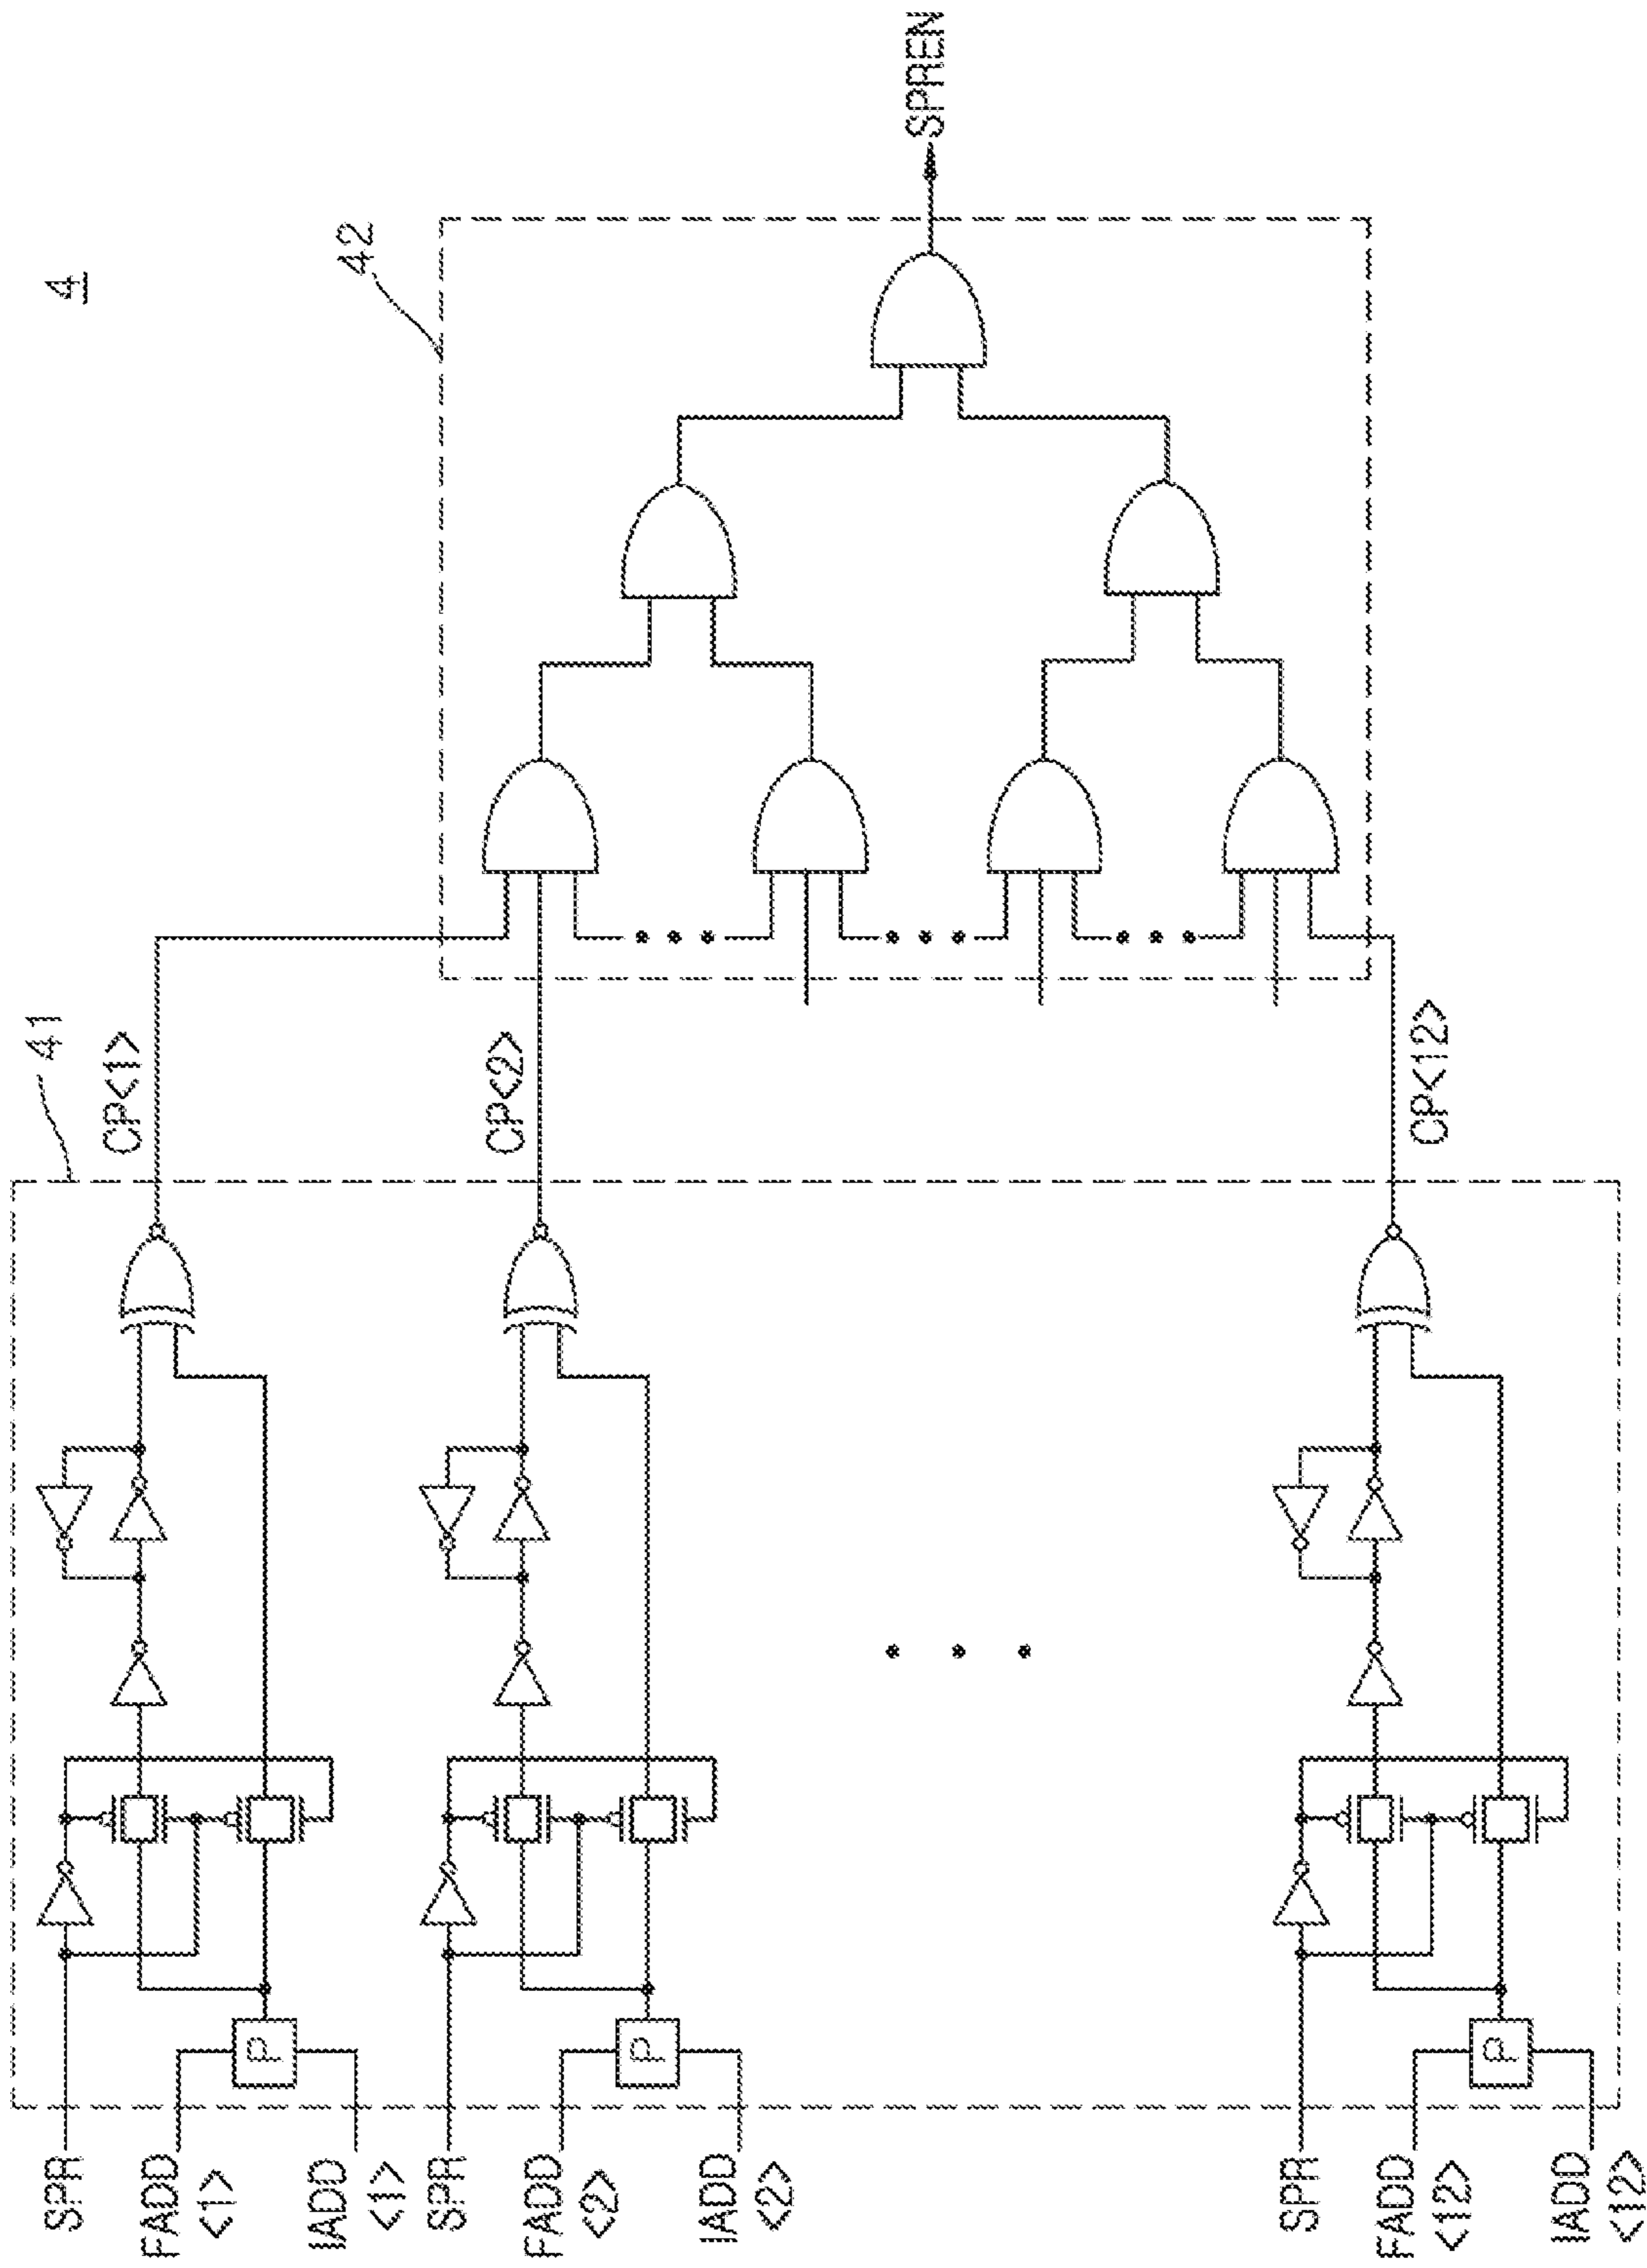 4
41
42
SPR
FADD
<1>
IADD
<1>
P
CP<1>
SPR
FADD
<2>
IADD
<2>
P
CP<2>
SPR
FADD
<12>
IADD
<12>
P
CP<12>
SPREN